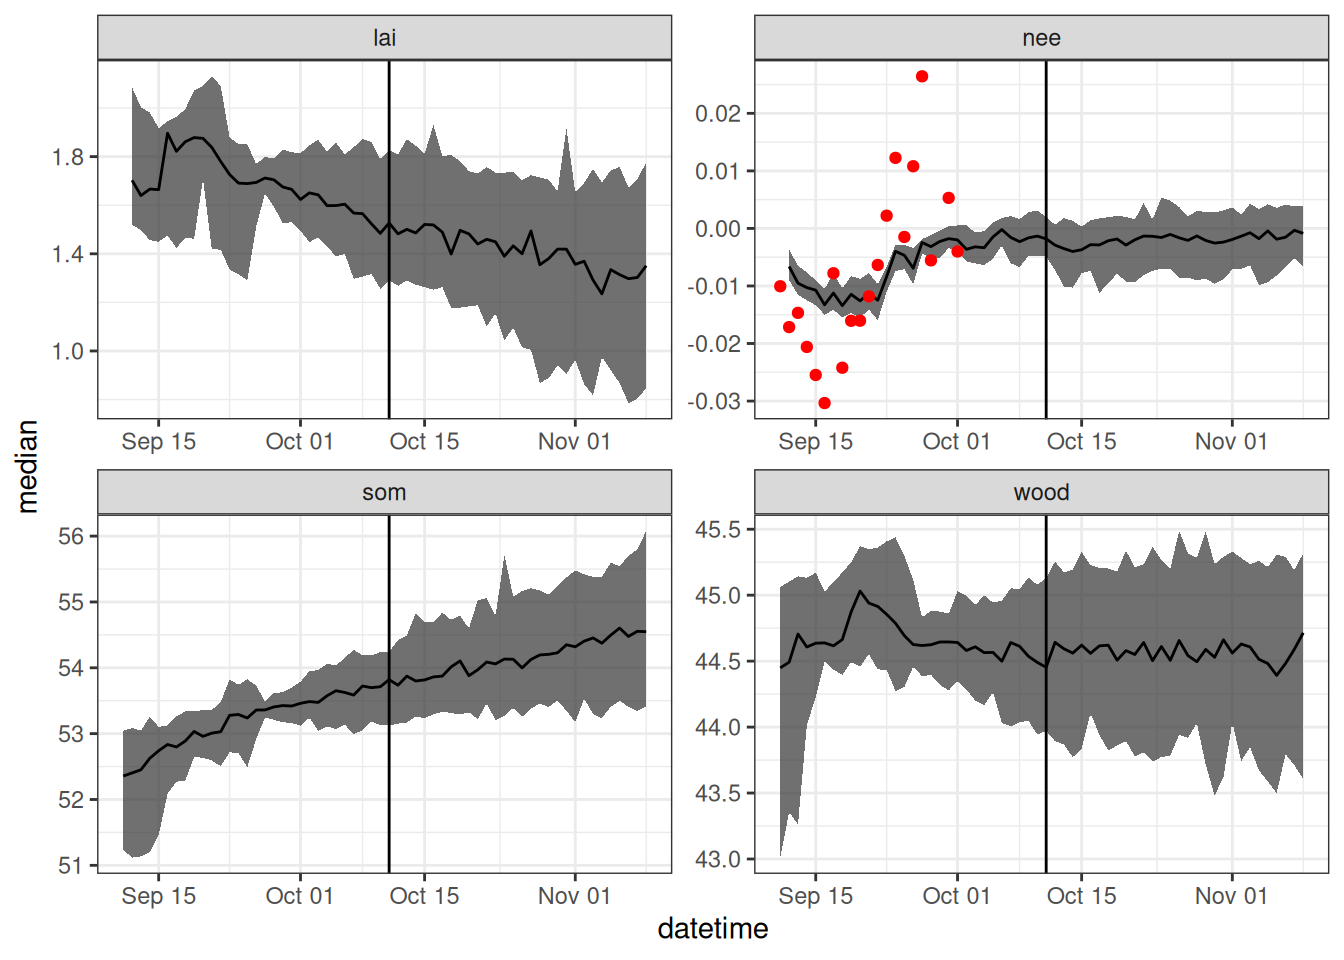 lai
nee
1.8
1.4
1.0
0.02
0.01
0.00
-0.01
-0.02
-0.03
Sep 15 Oct 01 Oct 15 Nov 01
Sep 15 Oct 01 Oct 15 Nov 01
median
som
wood
56
55
54
53
52
51
45.5
45.0
44.5
44.0
43.5
43.0
Sep 15 Oct 01 Oct 15 Nov 01
Sep 15 Oct 01 Oct 15 Nov 01
datetime